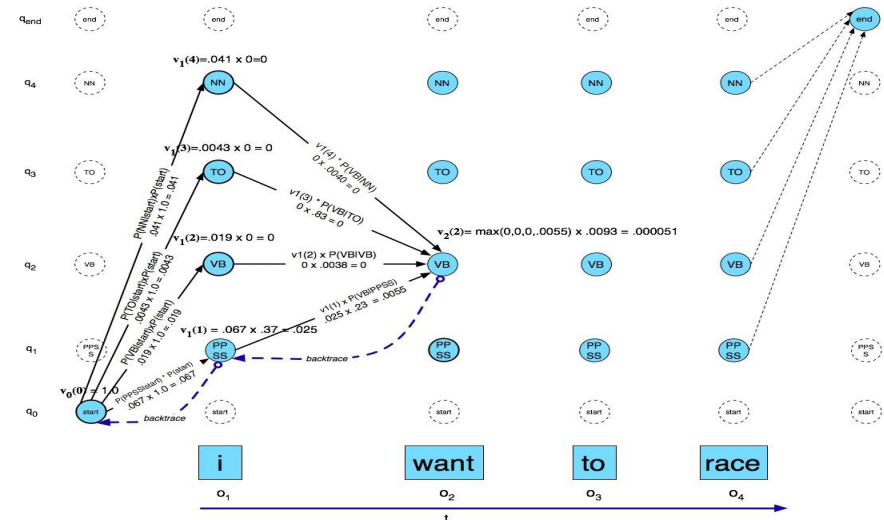 q_end
end
end
end
end
end
end
v₁(4)=.041 x 0=0
q₄
NN
NN
NN
NN
NN
NN
P(NN|start)xP(start)
.041 x 1.0 = .041
v1(4) * P(VB|NN)
0 x .0040 = 0
v₁(3)=.0043 x 0 = 0
q₃
TO
TO
TO
TO
TO
TO
P(TO|start)xP(start)
.0043 x 1.0 = .0043
v1(3) * P(VB|TO)
0 x .83 = 0
v₁(2)=.019 x 0 = 0
v₂(2)= max(0,0,0,.0055) x .0093 = .000051
q₂
VB
VB
VB
VB
VB
VB
P(VB|start)xP(start)
.019 x 1.0 = .019
v1(2) x P(VB|VB)
0 x .0038 = 0
v₁(1) = .067 x .37 = .025
v1(1) x P(VB|PPSS)
.025 x .23 = .0055
q₁
PPS
S
PP
SS
PP
SS
PP
SS
PP
SS
PPS
S
backtrace
P(PPSS|start) * P(start)
.067 x 1.0 = .067
v₀(0) = 1.0
q₀
start
start
start
start
start
start
backtrace
i
want
to
race
o₁
o₂
o₃
o₄
t